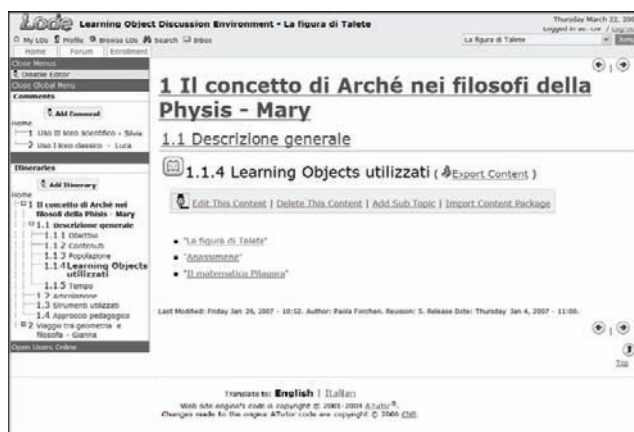 Lode Learning Object Discussion Environment - La figura di Talete
Thursday March 22, 200
My LOs Profile Browse LOs Search Inbox
La figura di Talete
Home Forum Enrollment
Close Menus
Disable Editor
Close Global Menu
Comments
Add Comment
Home
1 Uso III liceo scientifico - Silvia
2 Uso I liceo classico - Luca
Itineraries
Add Itinerary
Home
1 Il concetto di Arché nei
filosofi della Phisis - Mary
1.1 Descrizione generale
1.1.1 Obiettivi
1.1.2 Contenuti
1.1.3 Popolazione
1.1.4 Learning Objects
utilizzati
1.1.5 Tempo
1.2 Articolazione
1.3 Strumenti utilizzati
1.4 Approccio pedagogico
2 Viaggio tra geometria e
filosofia - Gianna
Open Users Online
1 Il concetto di Arché nei filosofi della
Physis - Mary
1.1 Descrizione generale
1.1.4 Learning Objects utilizzati ( Export Content )
Edit This Content | Delete This Content | Add Sub Topic | Import Content Package
"La figura di Talete"
"Anassimene"
"Il matematico Pitagora"
Last Modified: Friday Jan 26, 2007 - 10:52. Author: Paola Forcheri. Revision: 5. Release Date: Thursday Jan 4, 2007 - 11:00.
Top
Translate to: English | Italian
Web site engine's code is copyright © 2001-2004 ATutor®.
Changes made to the original ATutor code are copyright © 2006 CNR.